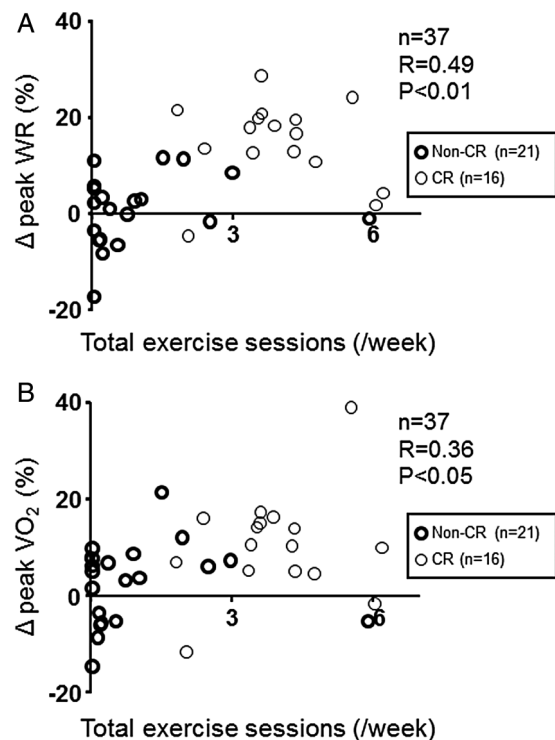 A
40
20
0
-20
Δ peak WR (%)
3
6
n=37
R=0.49
P<0.01
Non-CR (n=21)
CR (n=16)
Total exercise sessions (/week)
B
40
20
0
-20
Δ peak VO₂ (%)
3
6
n=37
R=0.36
P<0.05
Non-CR (n=21)
CR (n=16)
Total exercise sessions (/week)